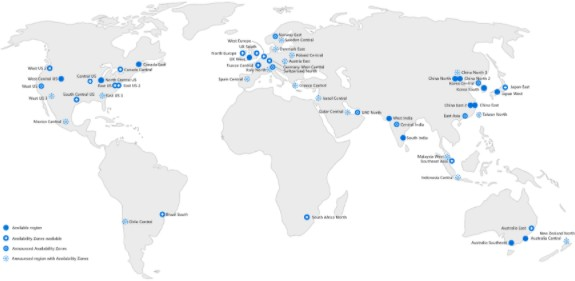 Norway East
Sweden Central
West Europe
UK South
North Europe
UK West
Denmark East
Poland Central
Austria East
France Central
Germany West Central
Italy North
Switzerland North
Spain Central
Greece Central
Israel Central
Qatar Central
UAE North
Canada East
Canada Central
West US 2
West Central US
Central US
North Central US
West US
East US
East US 2
West US 3
South Central US
East US 3
Mexico Central
Brazil South
Chile Central
South Africa North
West India
Central India
South India
China North 3
China North
China North 2
Korea Central
Korea South
Japan East
Japan West
China East 2
China East
East Asia
Taiwan North
Malaysia West
Southeast Asia
Indonesia Central
Australia East
New Zealand North
Australia Central
Australia Southeast
Available region
Availability Zones available
Announced Availability Zones
Announced region with Availability Zones